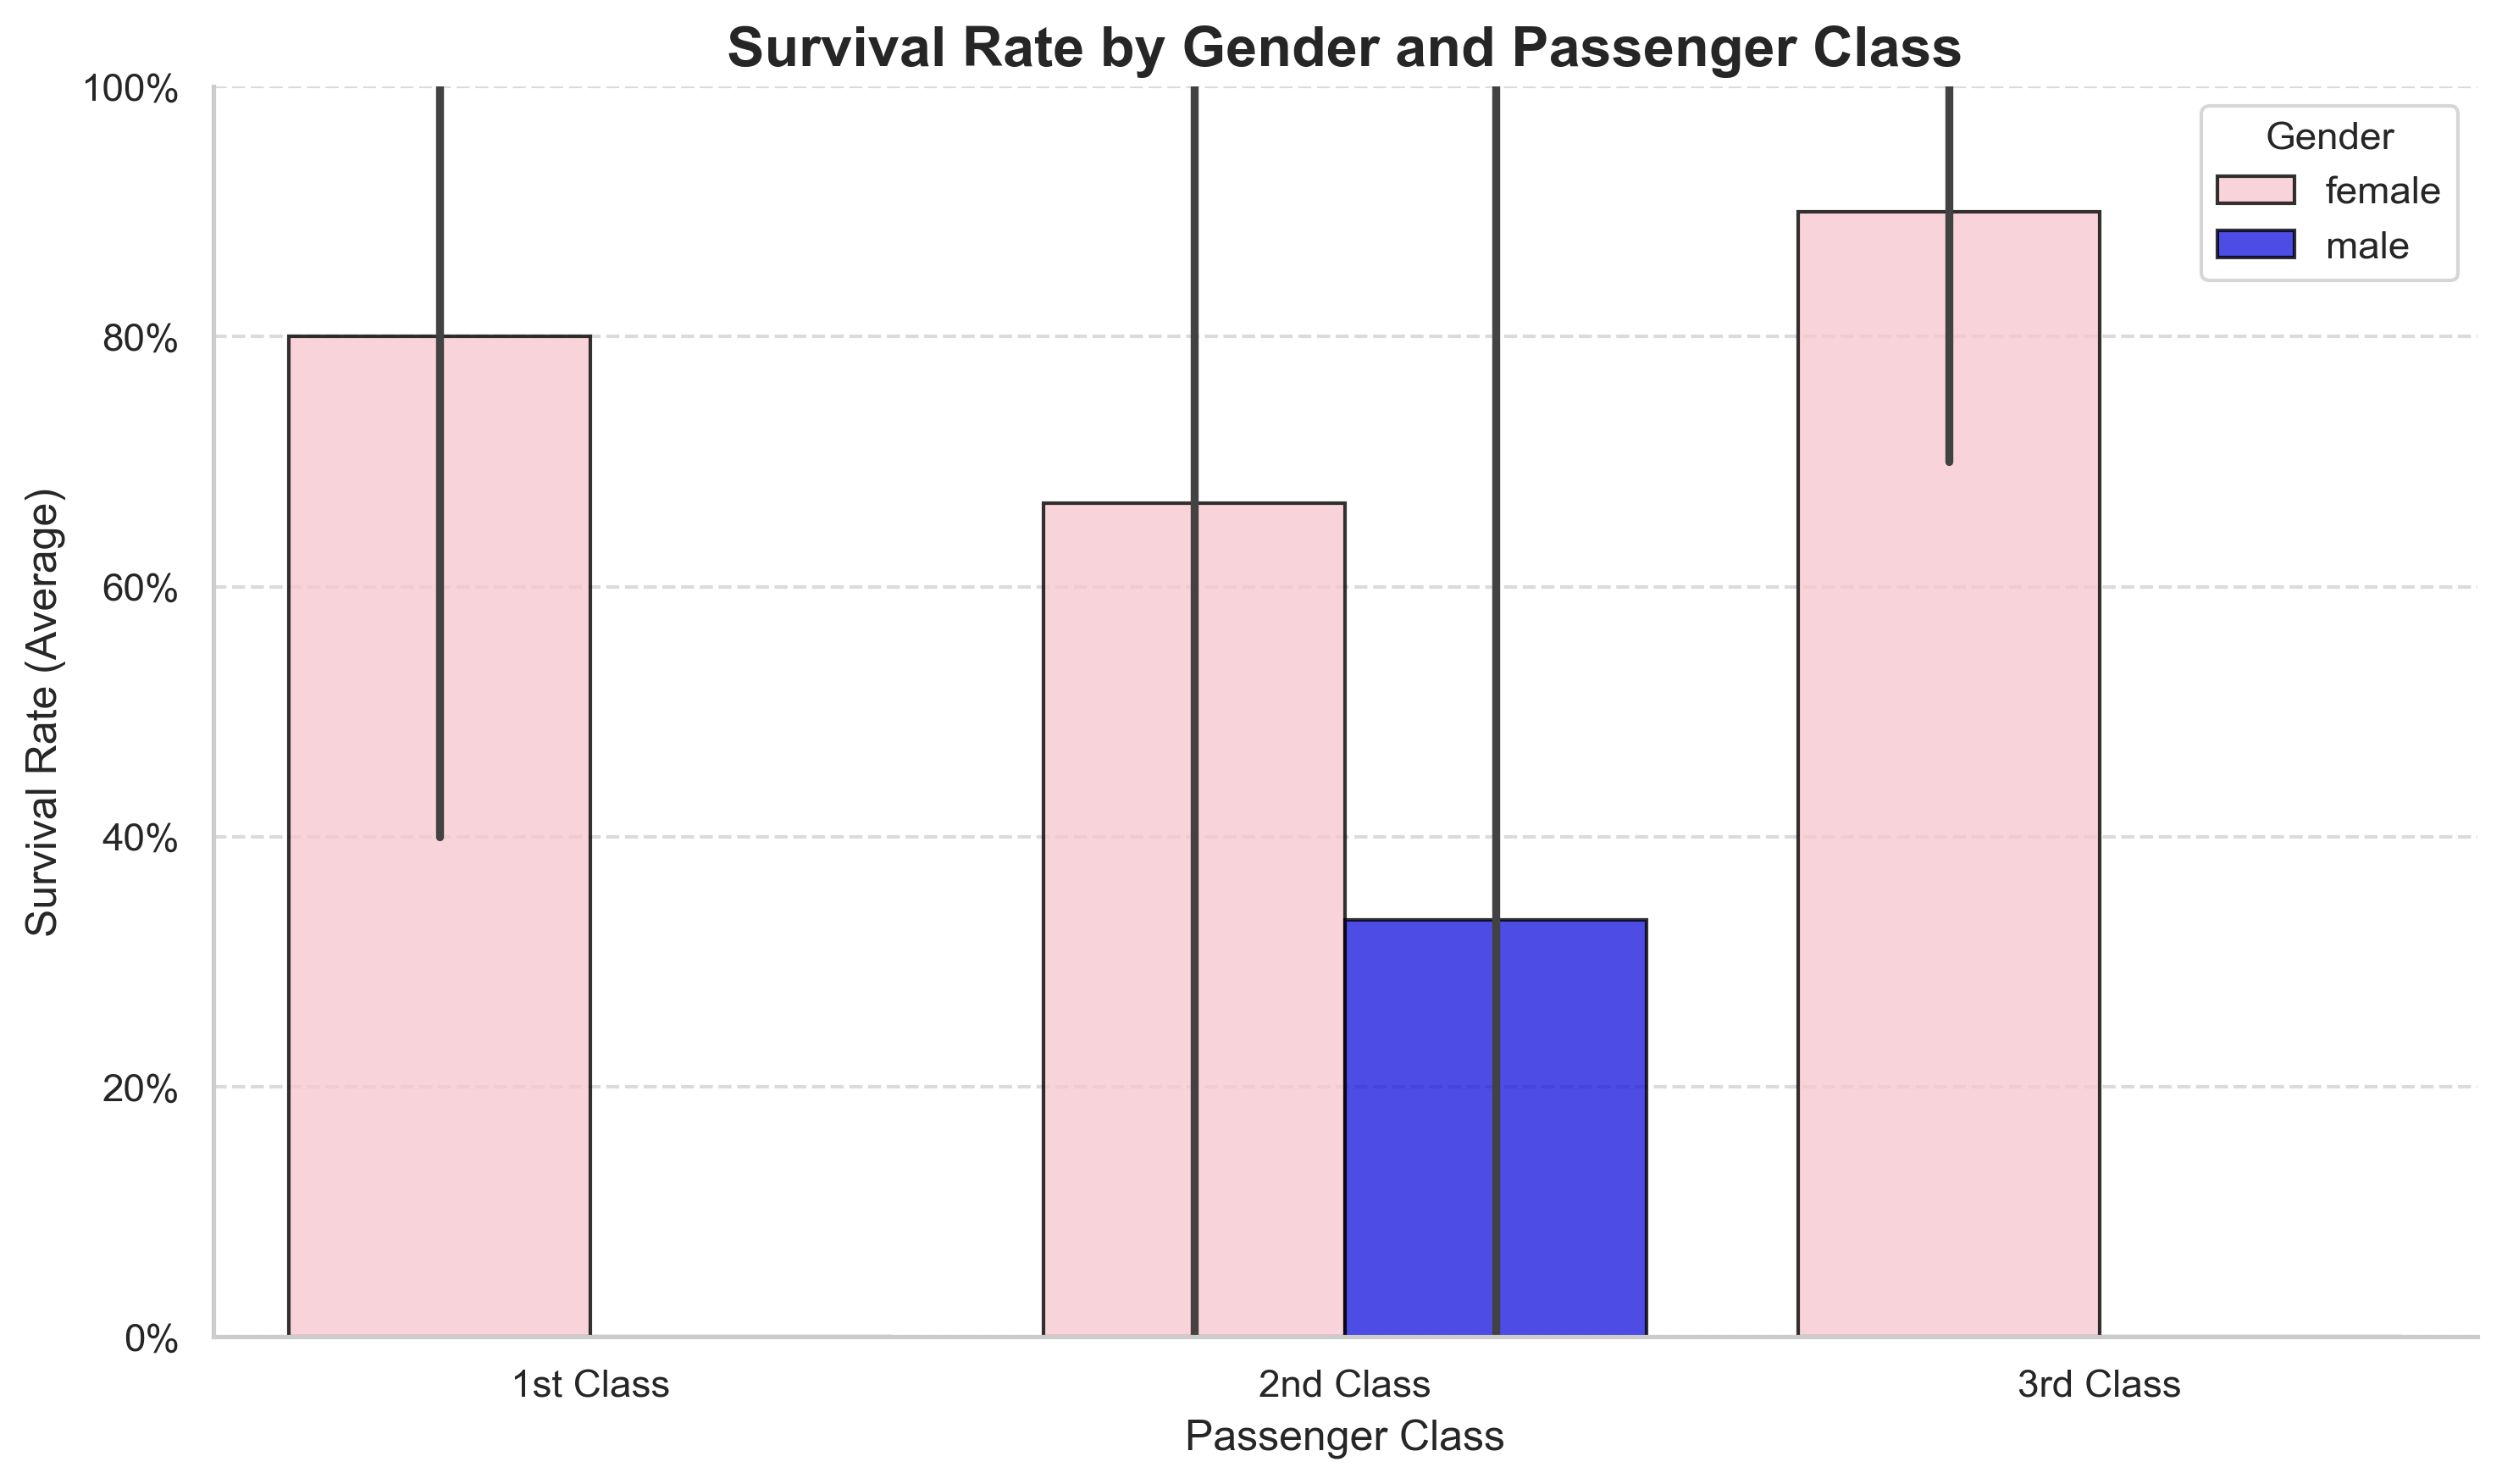 Survival Rate by Gender and Passenger Class
100%
80%
60%
40%
20%
0%
Survival Rate (Average)
Gender
female
male
1st Class
2nd Class
3rd Class
Passenger Class